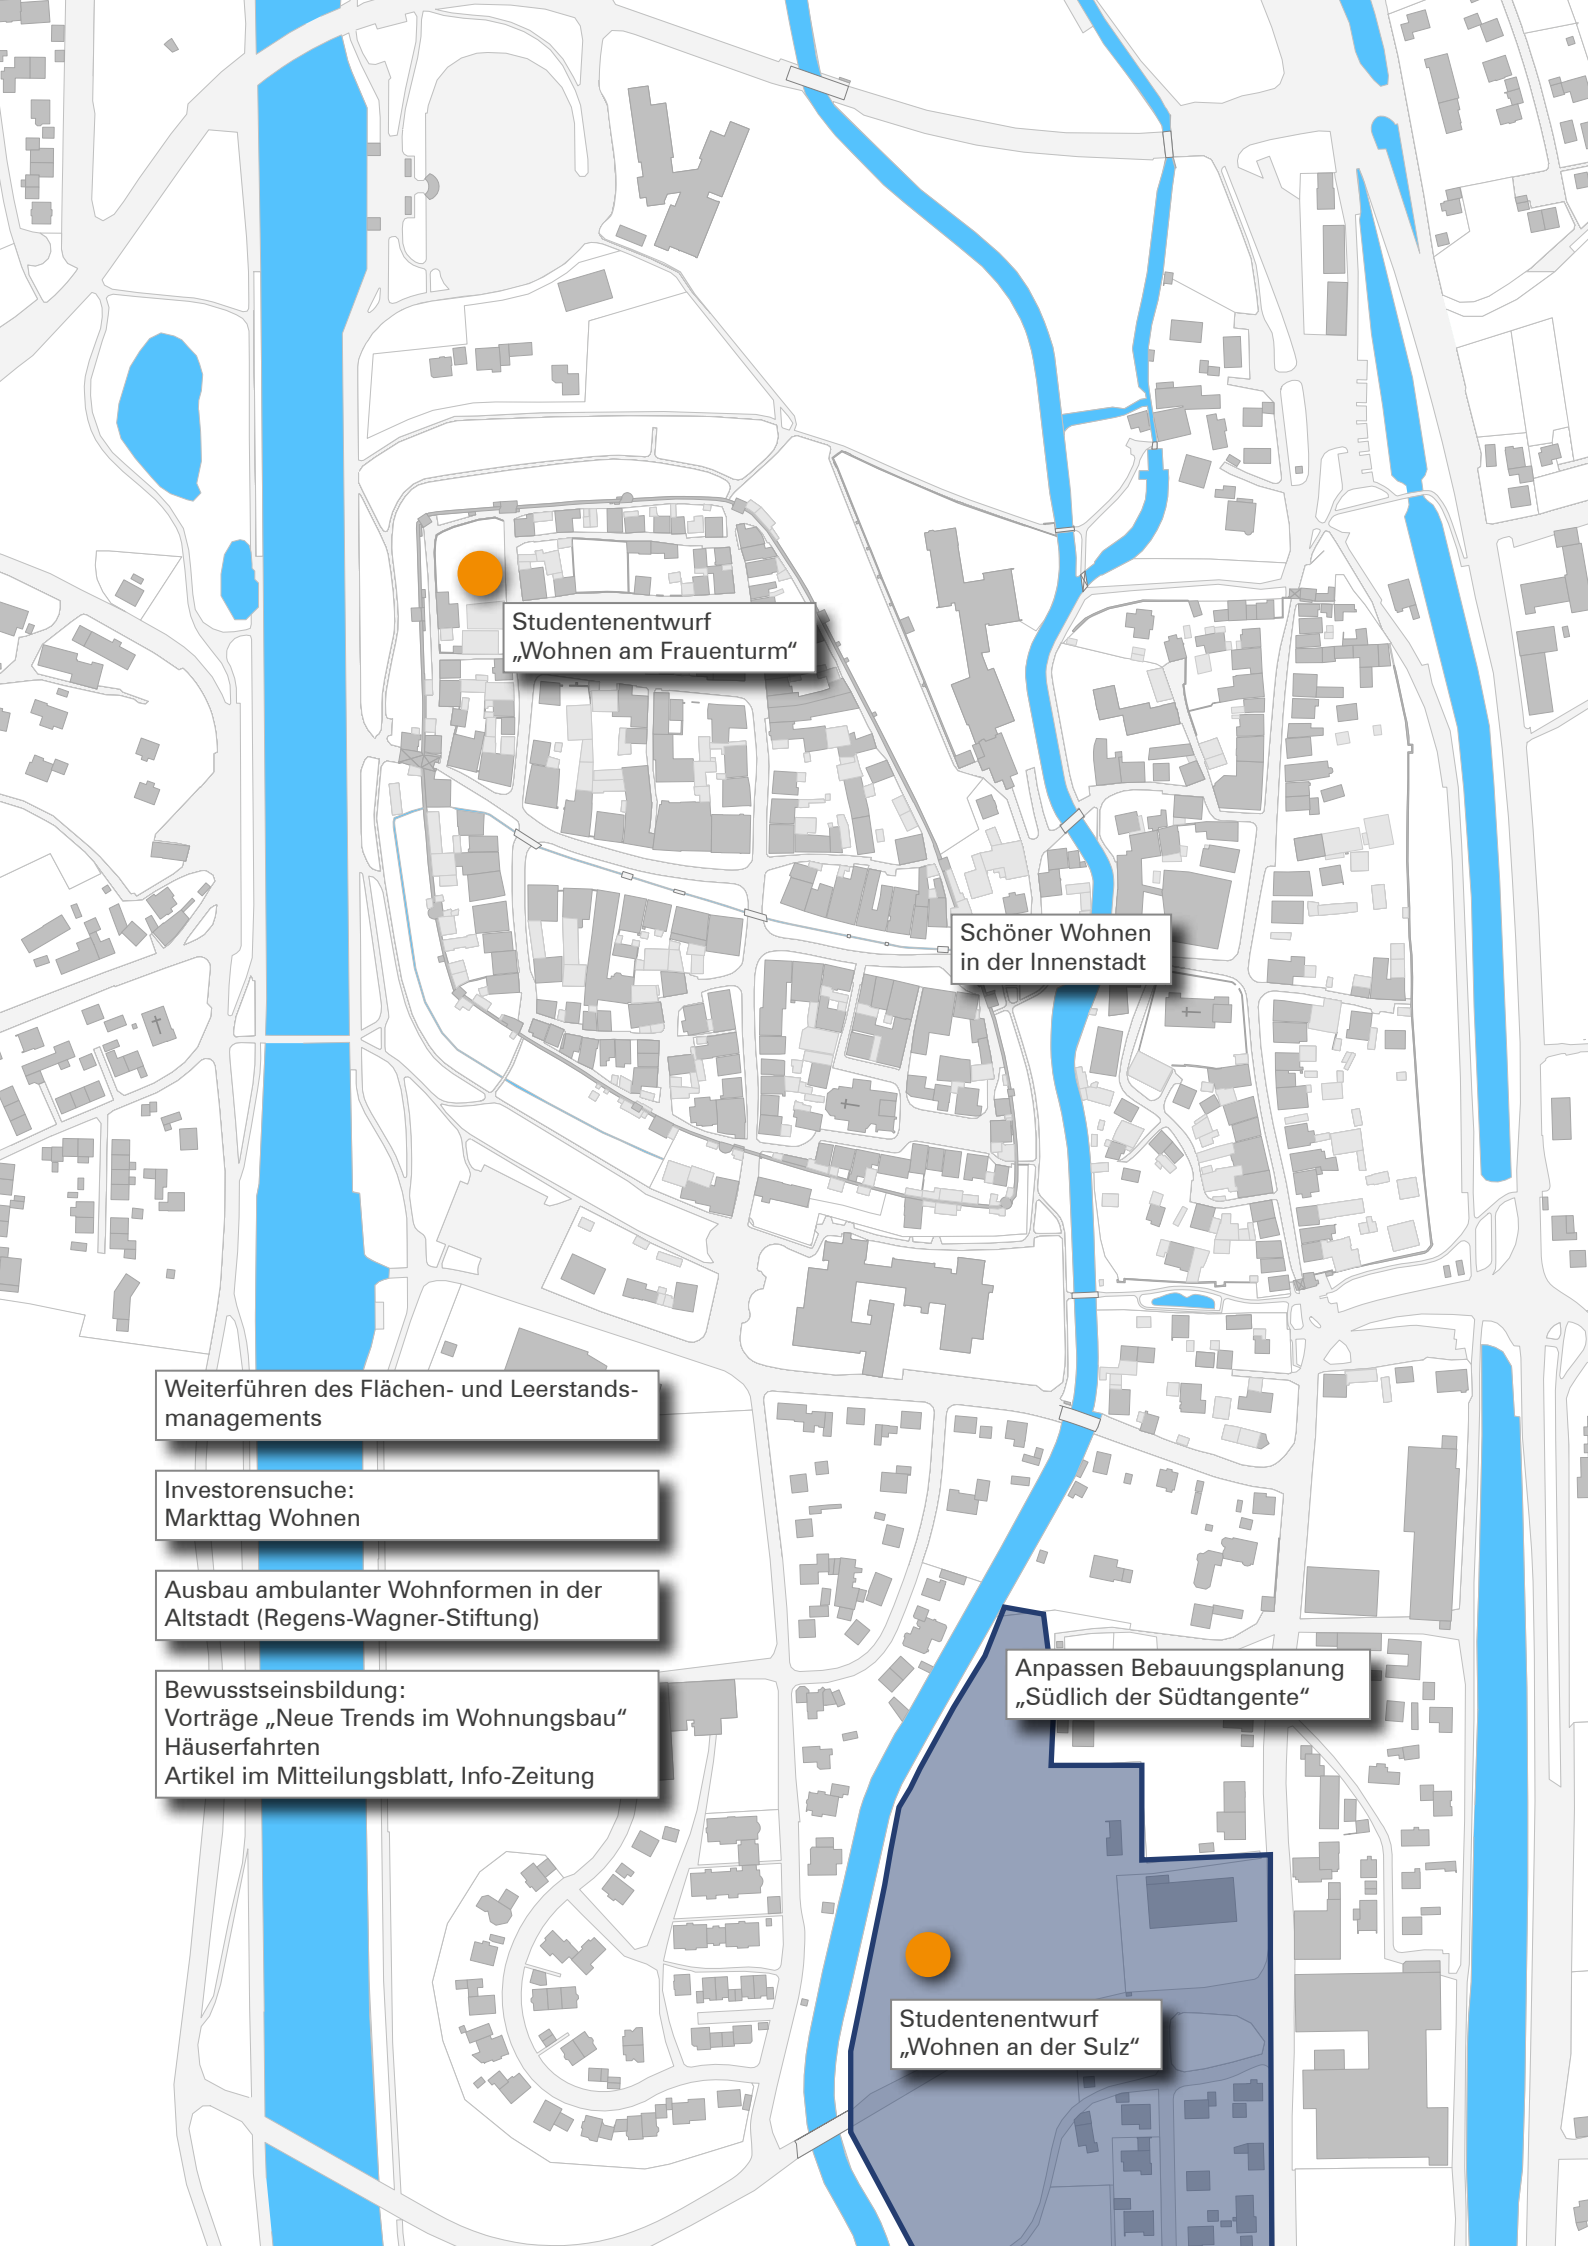 Studentenentwurf
„Wohnen am Frauenturm“
Schöner Wohnen
in der Innenstadt
Weiterführen des Flächen- und Leerstands-
managements
Investorensuche:
Markttag Wohnen
Ausbau ambulanter Wohnformen in der
Altstadt (Regens-Wagner-Stiftung)
Bewusstseinsbildung:
Vorträge „Neue Trends im Wohnungsbau“
Häuserfahrten
Artikel im Mitteilungsblatt, Info-Zeitung
Anpassen Bebauungsplanung
„Südlich der Südtangente“
Studentenentwurf
„Wohnen an der Sulz“